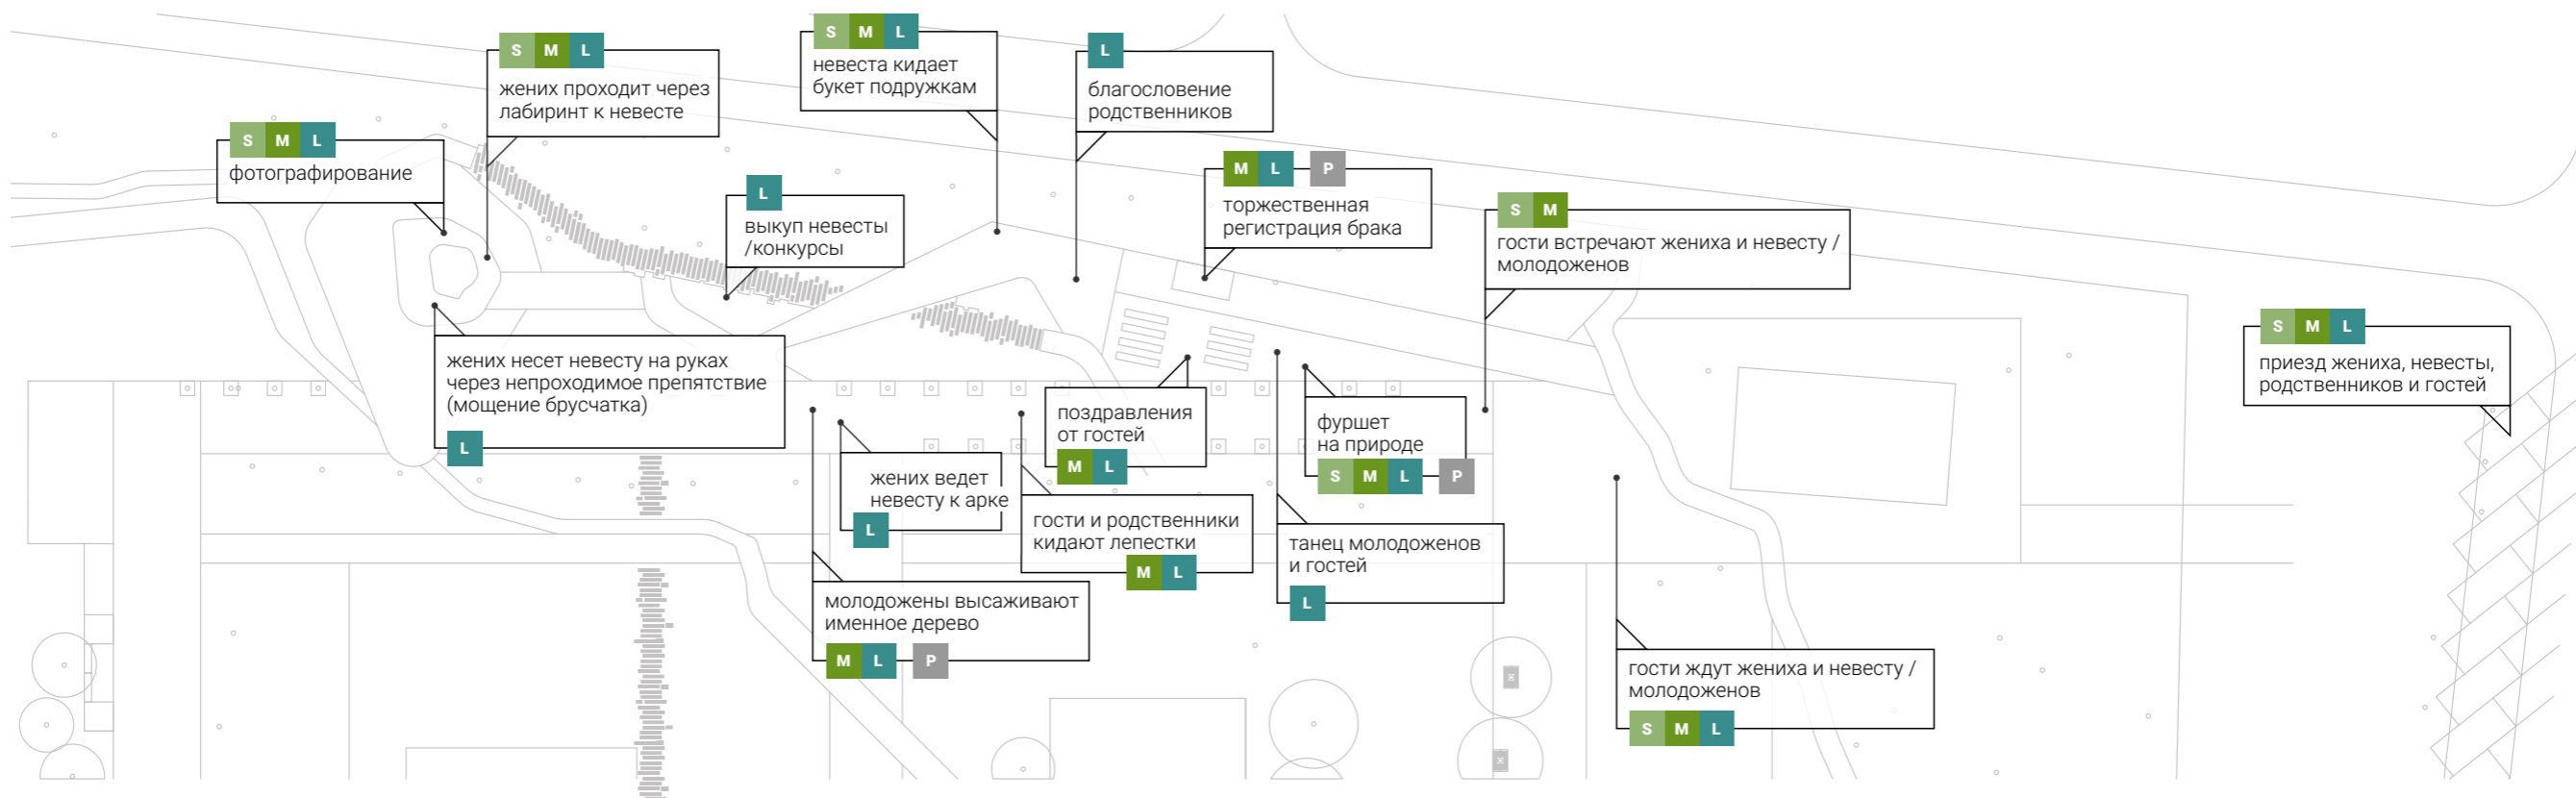 S M L
жених проходит через
лабиринт к невесте
S M L
невеста кидает
букет подружкам
L
благословение
родственников
S M L
фотографирование
L
выкуп невесты
/конкурсы
M L P
торжественная
регистрация брака
S M
гости встречают жениха и невесту /
молодоженов
S M L
приезд жениха, невесты,
родственников и гостей
жених несет невесту на руках
через непроходимое препятствие
(мощение брусчатка)
L
жених ведет
невесту к арке
L
поздравления
от гостей
M L
фуршет
на природе
S M L P
гости и родственники
кидают лепестки
M L
танец молодоженов
и гостей
L
молодожены высаживают
именное дерево
M L P
гости ждут жениха и невесту /
молодоженов
S M L